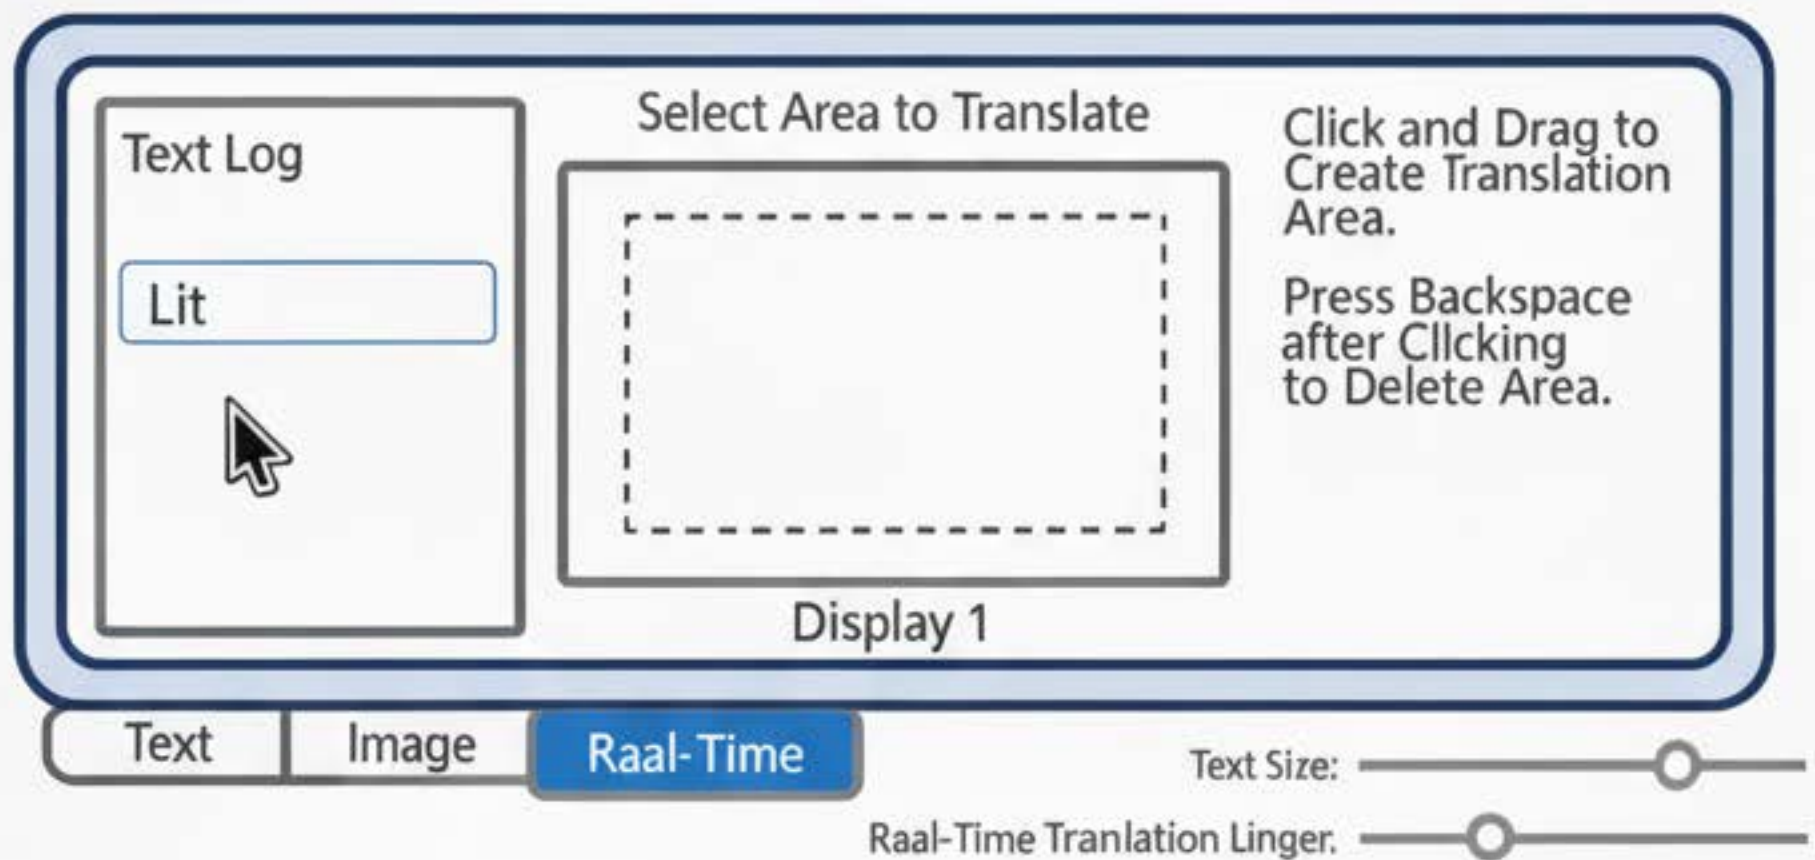 Text Log
Lit
Select Area to Translate
Display 1
Click and Drag to
Create Translation
Area.
Press Backspace
after Cllcking
to Delete Area.
Text
Image
Raal-Time
Text Size:
Raal-Time Tranlation Linger.